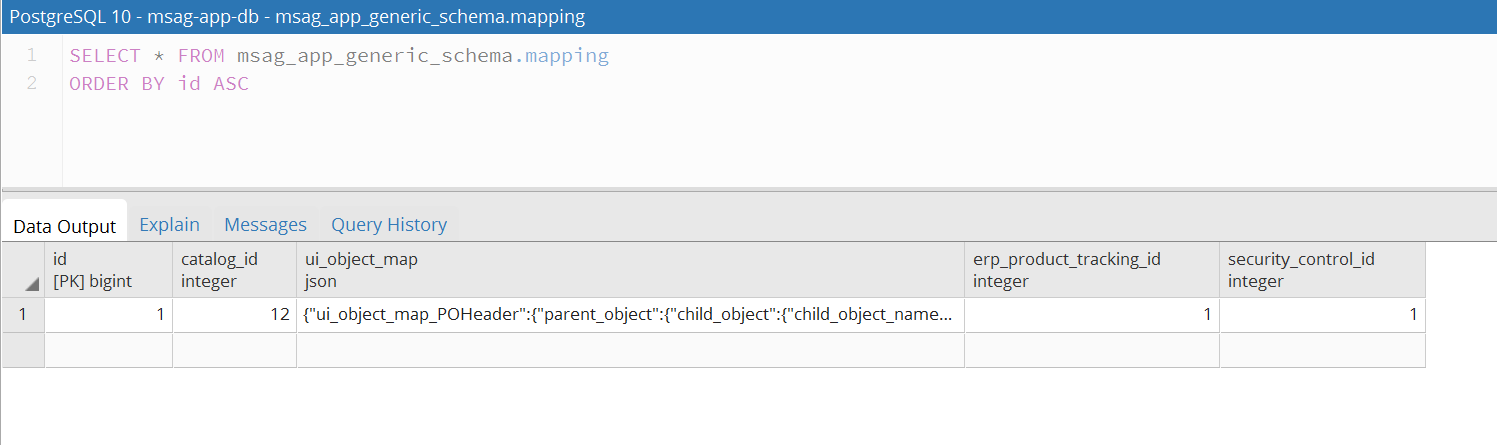 PostgreSQL 10 - msag-app-db - msag_app_generic_schema.mapping
1 SELECT * FROM msag_app_generic_schema.mapping
2 ORDER BY id ASC
Data Output Explain Messages Query History
id catalog_id ui_object_map erp_product_tracking_id security_control_id
[PK] bigint integer json integer integer
1 1 12 {"ui_object_map_POHeader":{"parent_object":{"child_object":{"child_object_name... 1 1